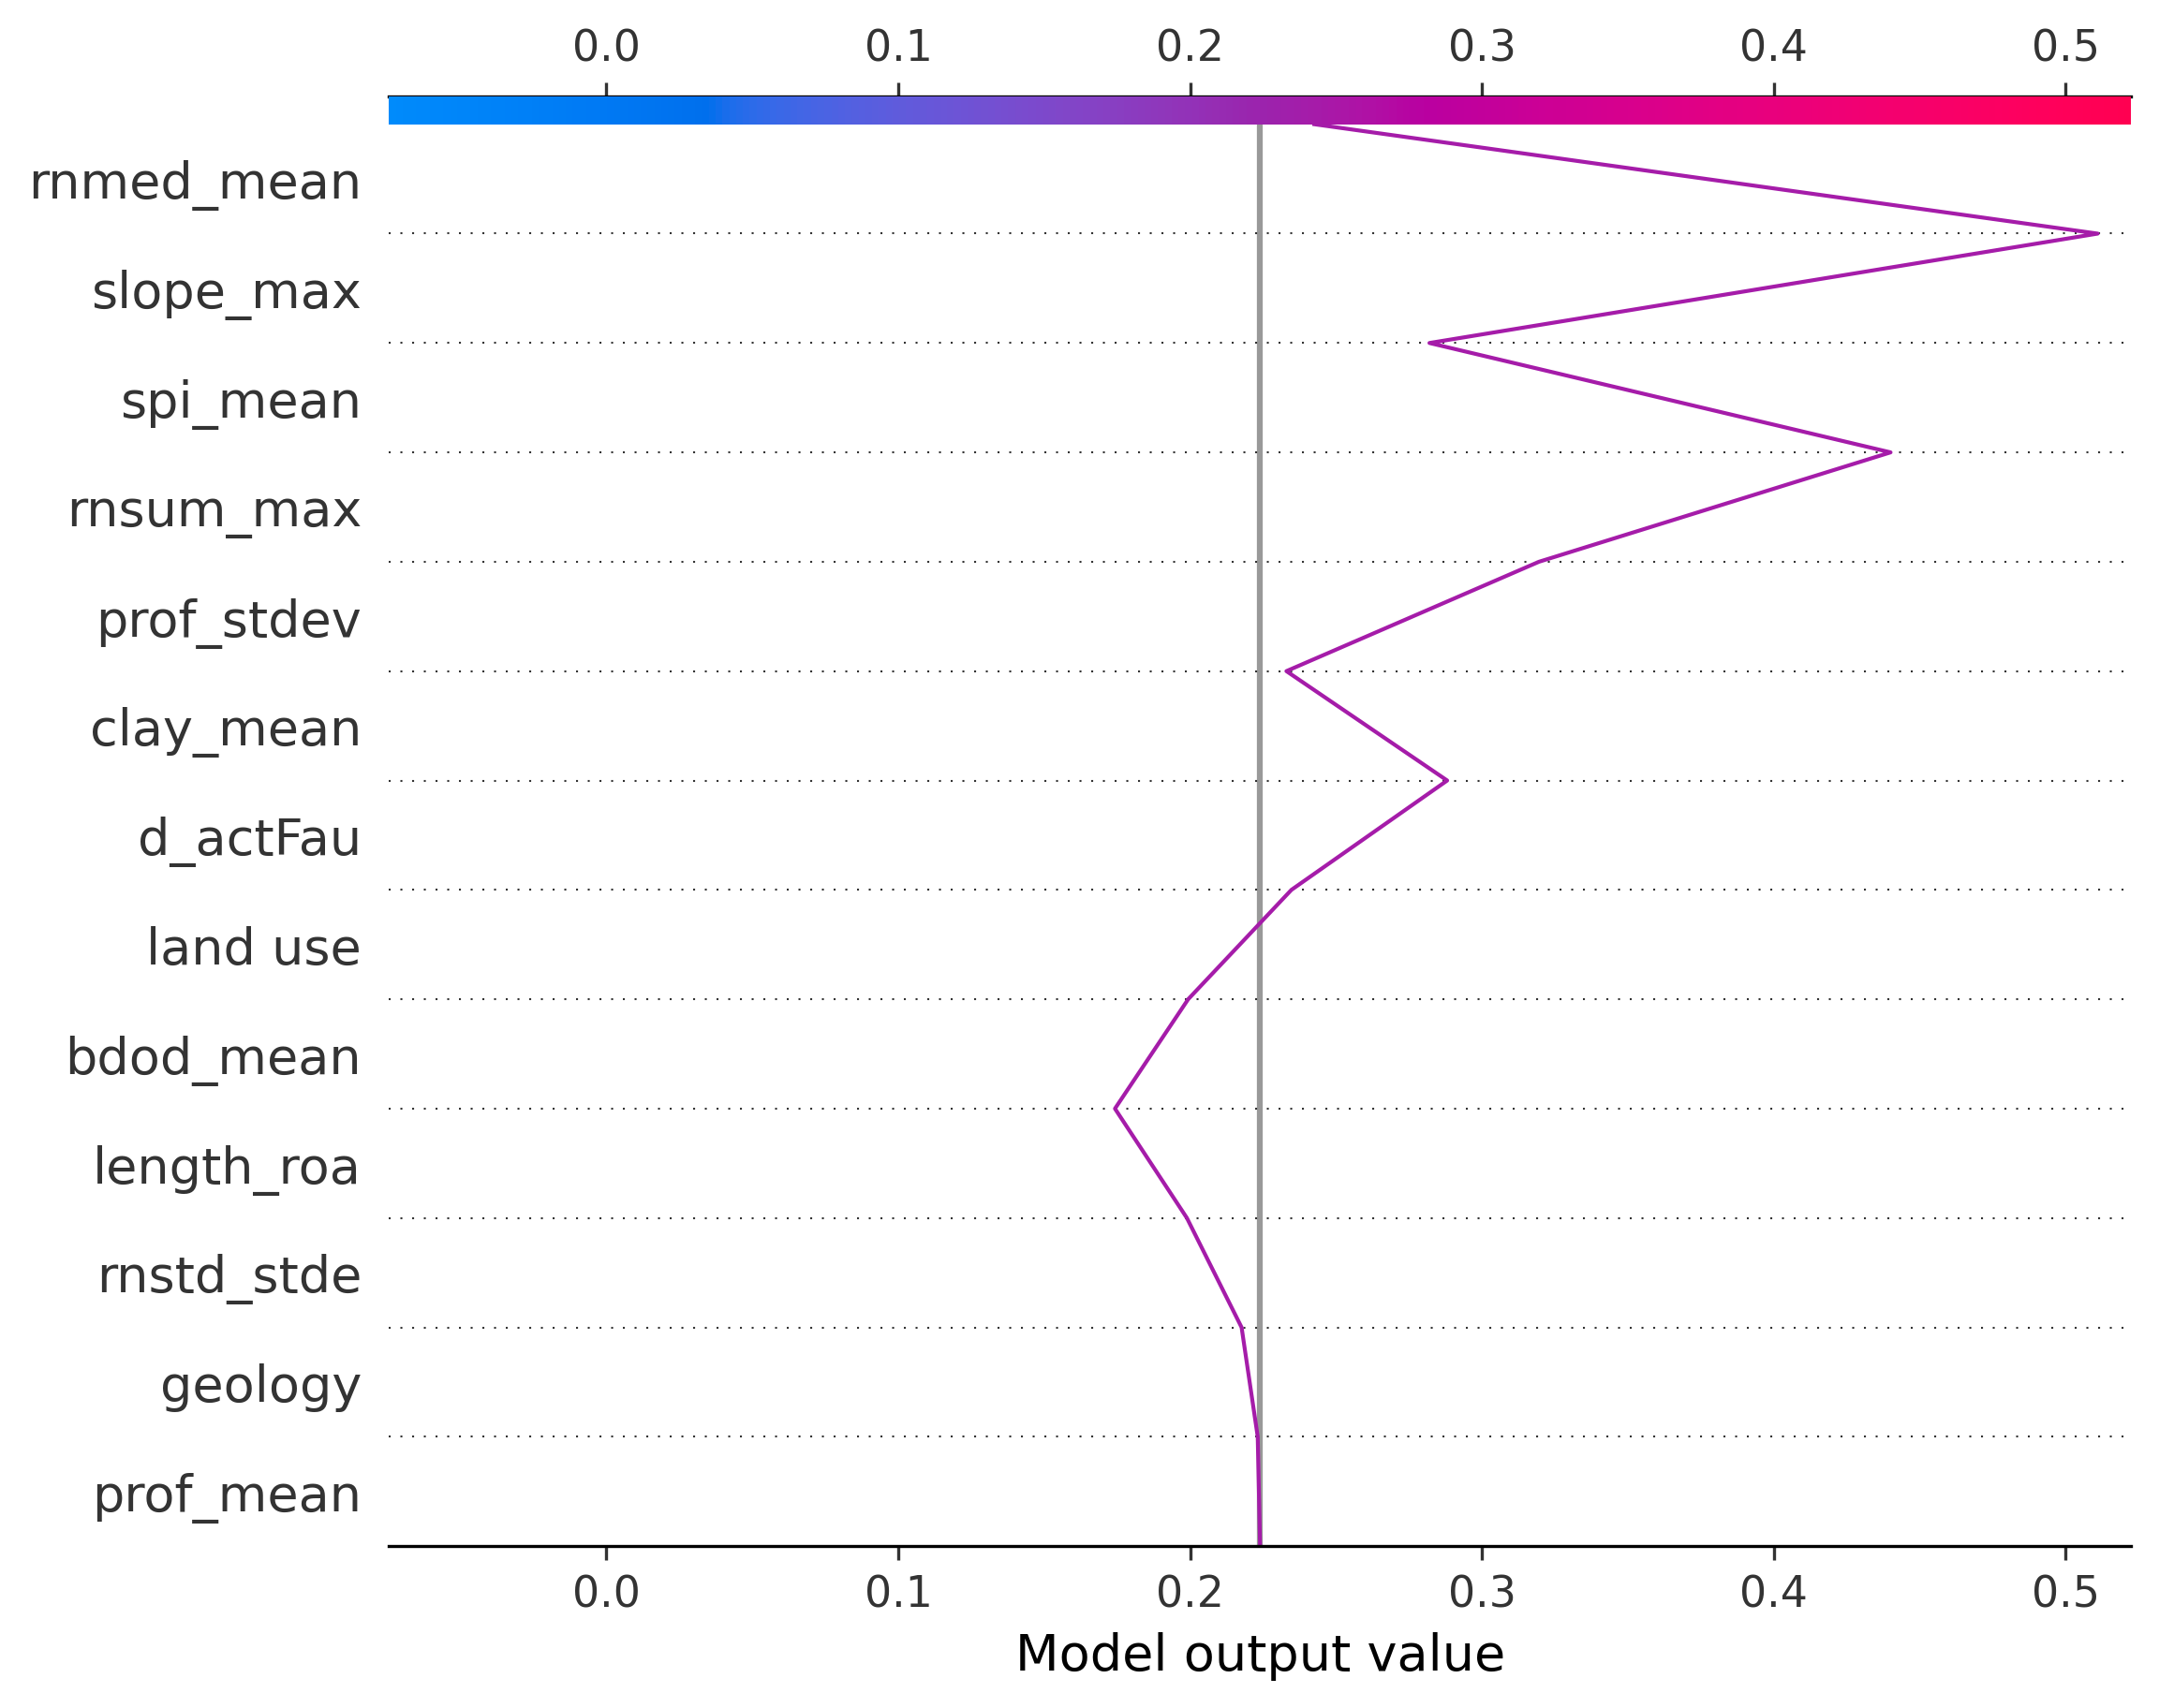 0.0 0.1 0.2 0.3 0.4 0.5
rnmed_mean
slope_max
spi_mean
rnsum_max
prof_stdev
clay_mean
d_actFau
land use
bdod_mean
length_roa
rnstd_stde
geology
prof_mean
0.0 0.1 0.2 0.3 0.4 0.5
Model output value